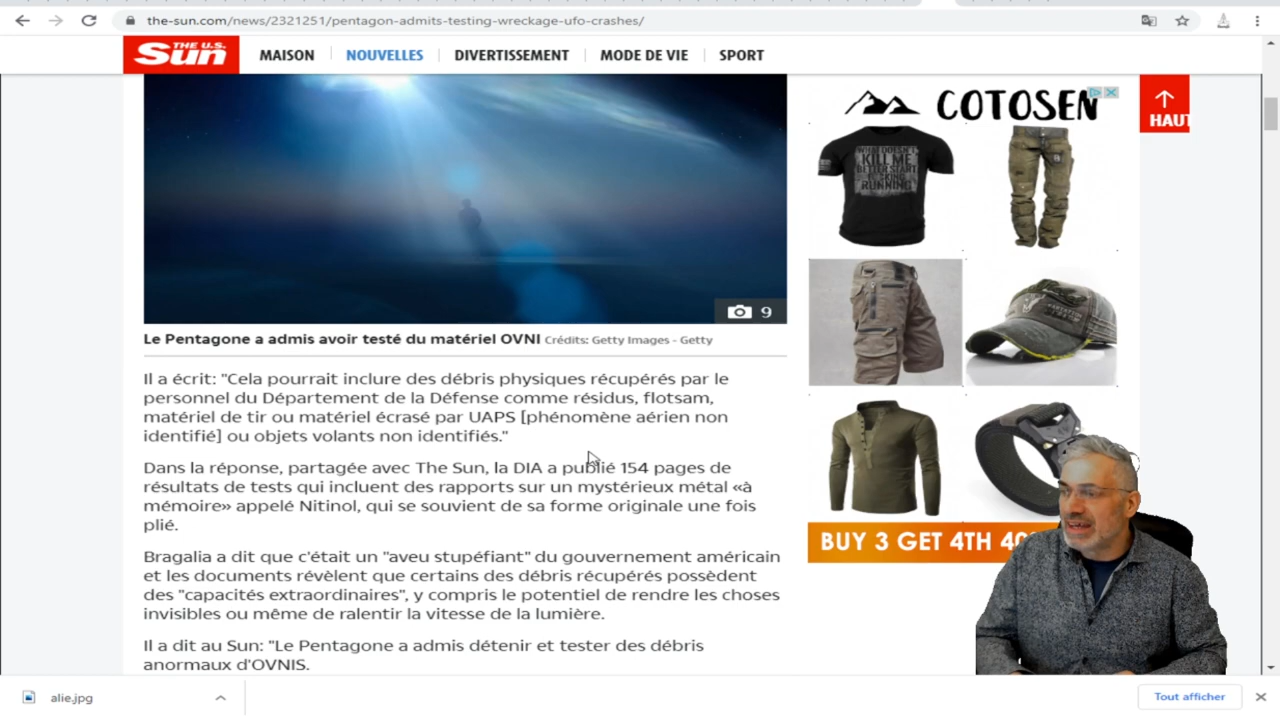 the-sun.com/news/2321251/pentagon-admits-testing-wreckage-ufo-crashes/
THE U.S.
Sun
MAISON
NOUVELLES
DIVERTISSEMENT
MODE DE VIE
SPORT
HAUT
COTOSEN
WHAT DOESN'T
KILL ME
BETTER START
RUNNING
9
Le Pentagone a admis avoir testé du matériel OVNI Crédits: Getty Images - Getty
Il a écrit: "Cela pourrait inclure des débris physiques récupérés par le
personnel du Département de la Défense comme résidus, flotsam,
matériel de tir ou matériel écrasé par UAPS [phénomène aérien non
identifié] ou objets volants non identifiés."
Dans la réponse, partagée avec The Sun, la DIA a publié 154 pages de
résultats de tests qui incluent des rapports sur un mystérieux métal «à
mémoire» appelé Nitinol, qui se souvient de sa forme originale une fois
plié.
Bragalia a dit que c'était un "aveu stupéfiant" du gouvernement américain
et les documents révèlent que certains des débris récupérés possèdent
des "capacités extraordinaires", y compris le potentiel de rendre les choses
invisibles ou même de ralentir la vitesse de la lumière.
Il a dit au Sun: "Le Pentagone a admis détenir et tester des débris
anormaux d'OVNIS.
BUY 3 GET 4TH
alie.jpg
Tout afficher